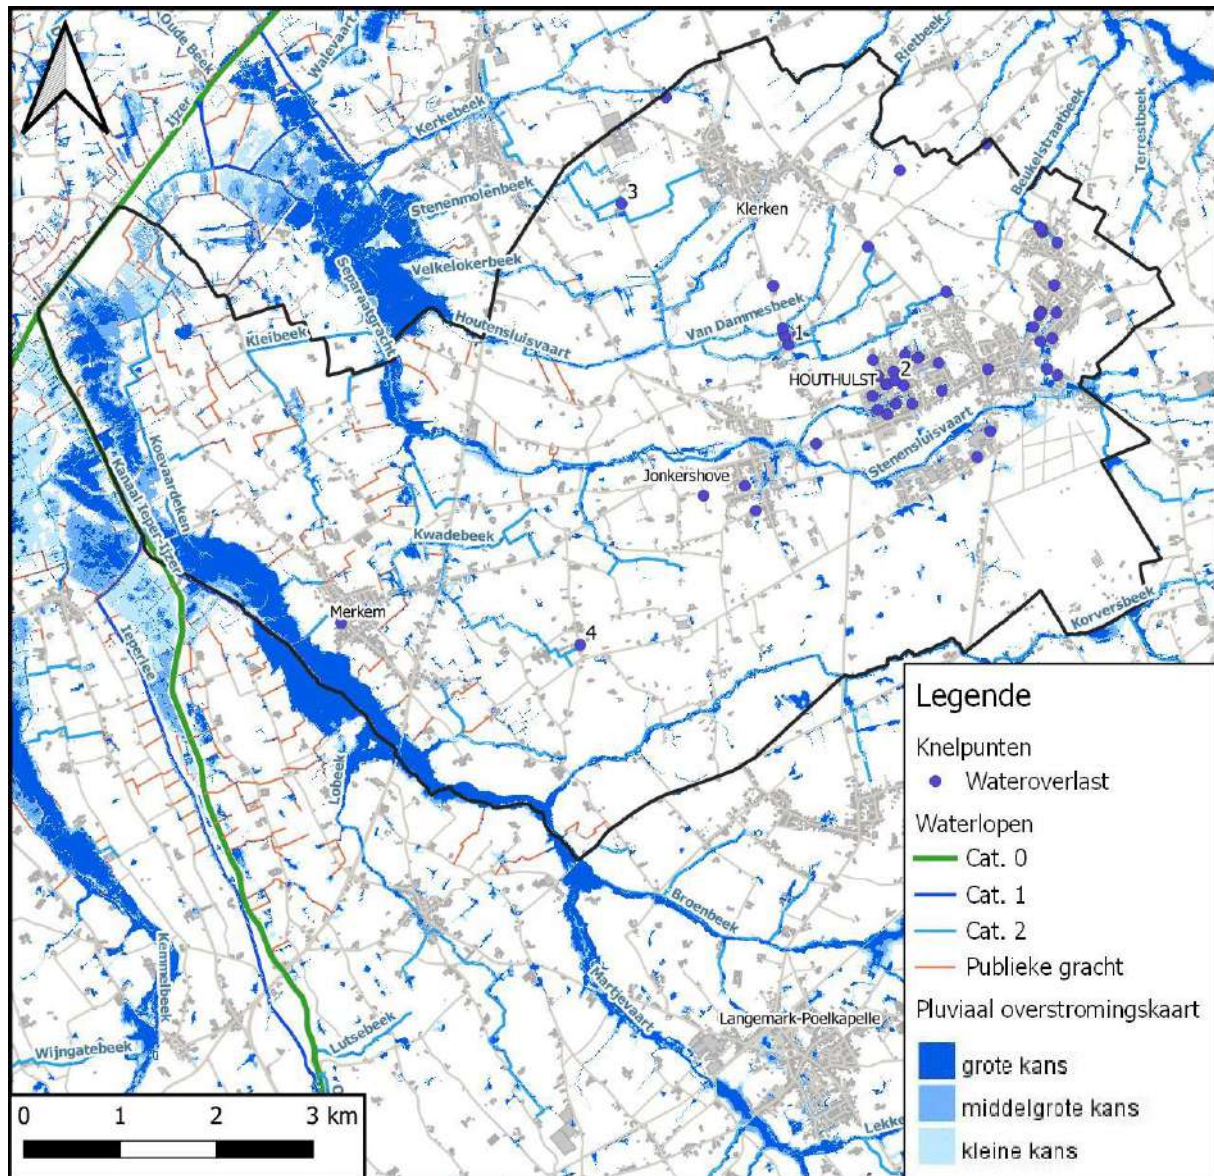 Oude Beek
Ijzer
Walevaart
Kerkebeek
Rietbeek
Beukelstraatbeek
Terrestbeek
Stenenmolenbeek
3
Klerken
Velkelokerbeek
Separaatgracht
Houtensluisvaart
Van Dammesbeek
1
Kleibeek
HOUTHULST
2
Stenensluisvaart
Koevaardeken
Kanaal Ieper-Ijzer
Jonkershove
Kwadebeek
Merkem
4
Korversbeek
Ieperlee
Lobeek
Broenbeek
Kemmelbeek
Martjevaart
Langemark-Poelkapelle
Lutsebeek
Wijngatebeek
Lekke
0 1 2 3 km
Legende
Knelpunten
Wateroverlast
Waterlopen
Cat. 0
Cat. 1
Cat. 2
Publieke gracht
Pluviaal overstromingskaart
grote kans
middelgrote kans
kleine kans